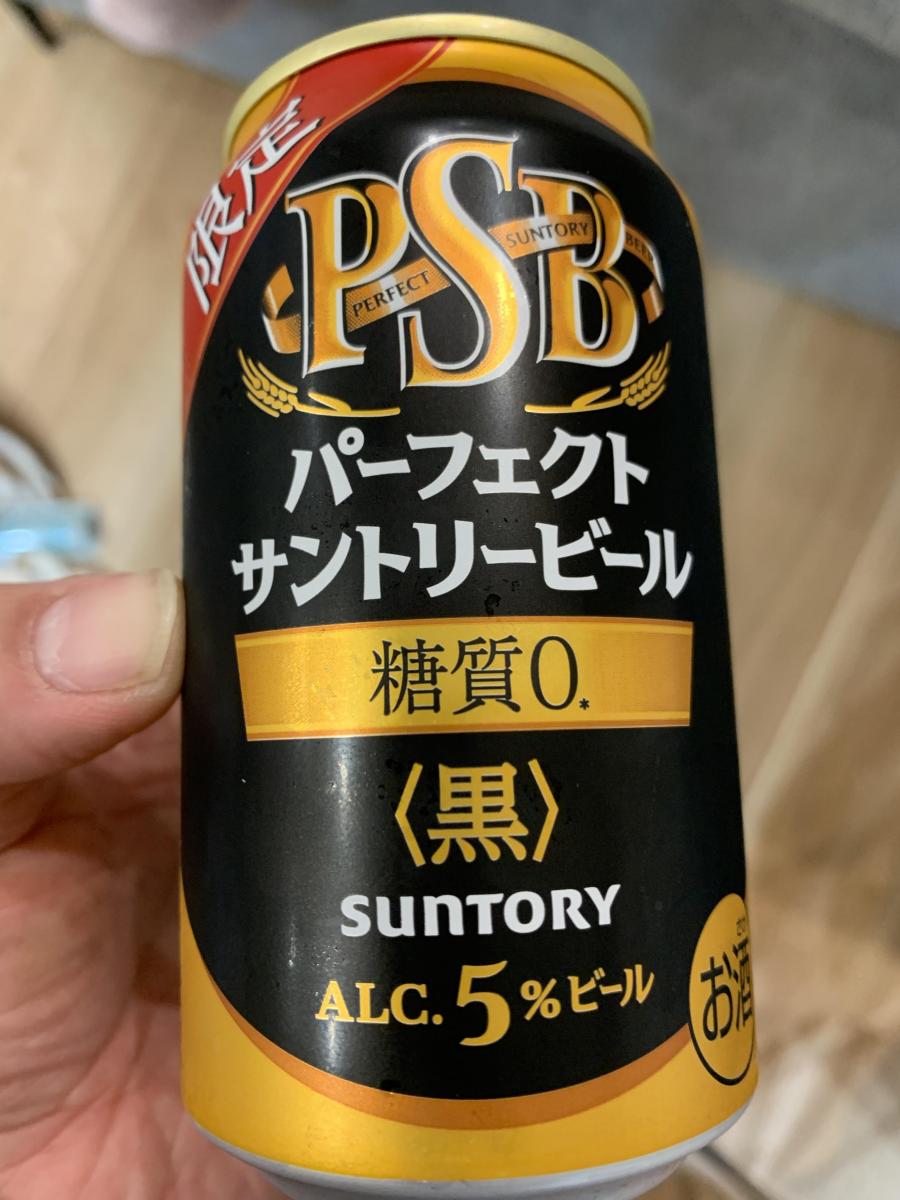 限定
PSB
PERFECT SUNTORY BEER
パーフェクト
サントリービール
糖質0*
〈黒〉
SUNTORY
ALC.5%ビール
お酒